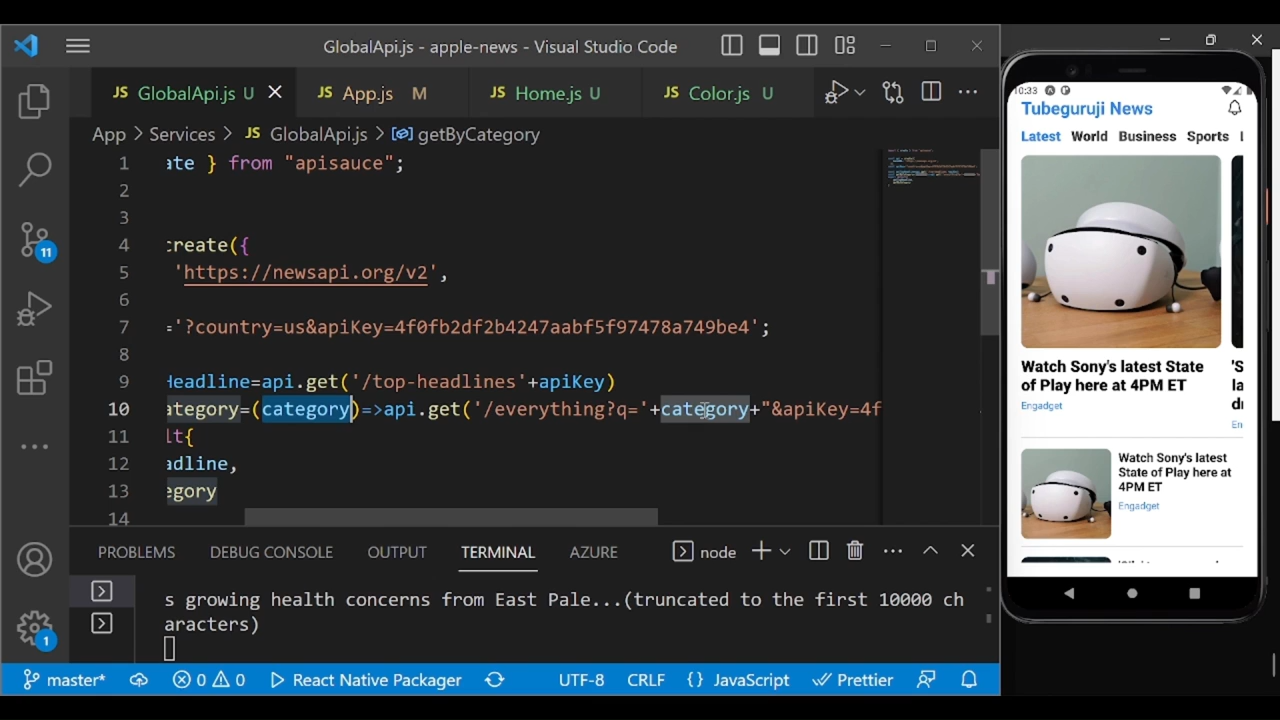 GlobalApi.js - apple-news - Visual Studio Code
JS GlobalApi.js U
JS App.js M
JS Home.js U
JS Color.js U
App > Services > JS GlobalApi.js > getByCategory
1 ate } from "apisauce";
2
3
4 create({
5 'https://newsapi.org/v2',
6
7 ='?country=us&apiKey=4f0fb2df2b4247aabf5f97478a749be4';
8
9 Headline=api.get('/top-headlines'+apiKey)
10 ategory=(category)=>api.get('/everything?q='+category+"&apiKey=4f
11 lt{
12 adline,
13 egory
14
11
1
PROBLEMS DEBUG CONSOLE OUTPUT TERMINAL AZURE
node
s growing health concerns from East Pale...(truncated to the first 10000 ch
aracters)
master* 0 0 React Native Packager UTF-8 CRLF {} JavaScript Prettier
10:33
Tubeguruji News
Latest World Business Sports
Watch Sony's latest State
of Play here at 4PM ET
Engadget
'S
la
d
En
Watch Sony's latest
State of Play here at
4PM ET
Engadget